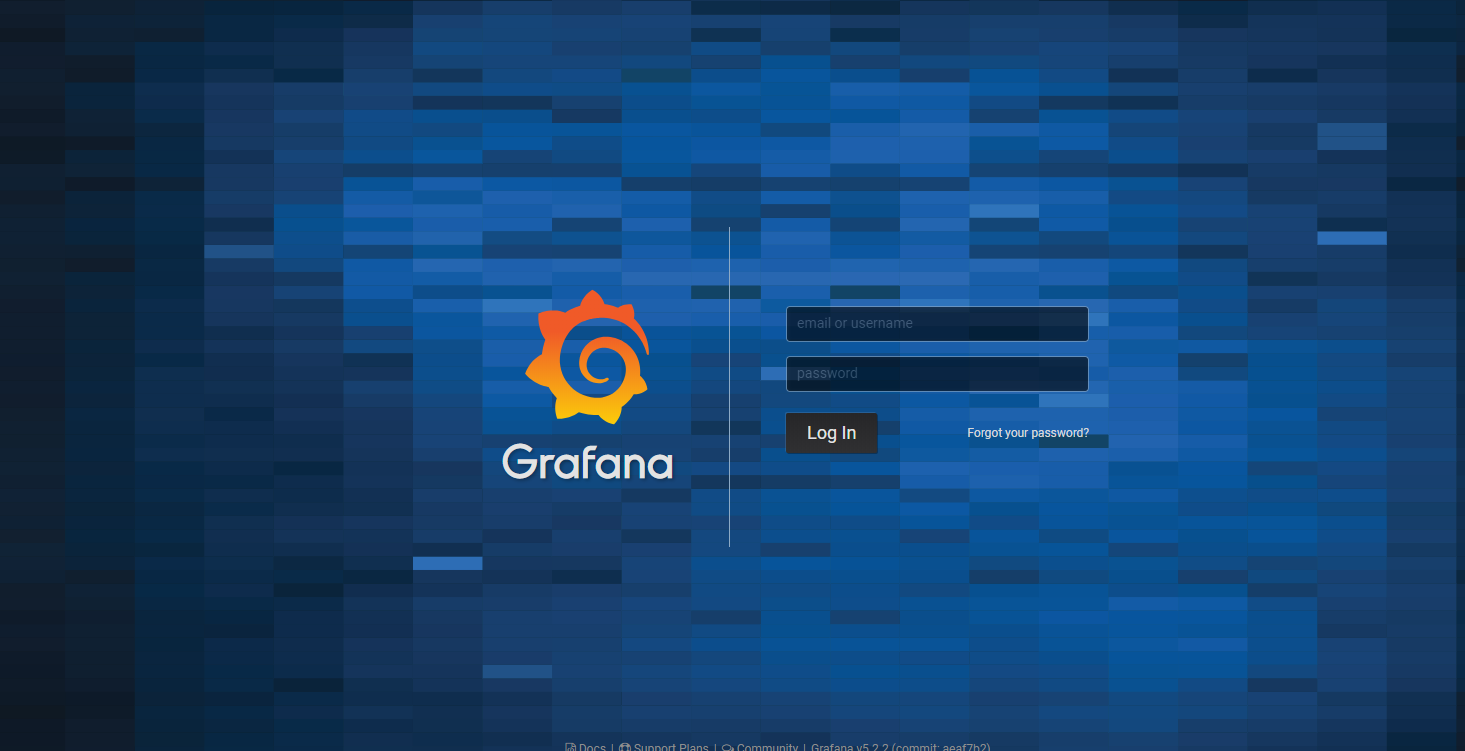 Grafana
email or username
password
Log In
Forgot your password?
Docs | Support Plans | Community | Grafana v5.2.2 (commit: aeaf7b2)